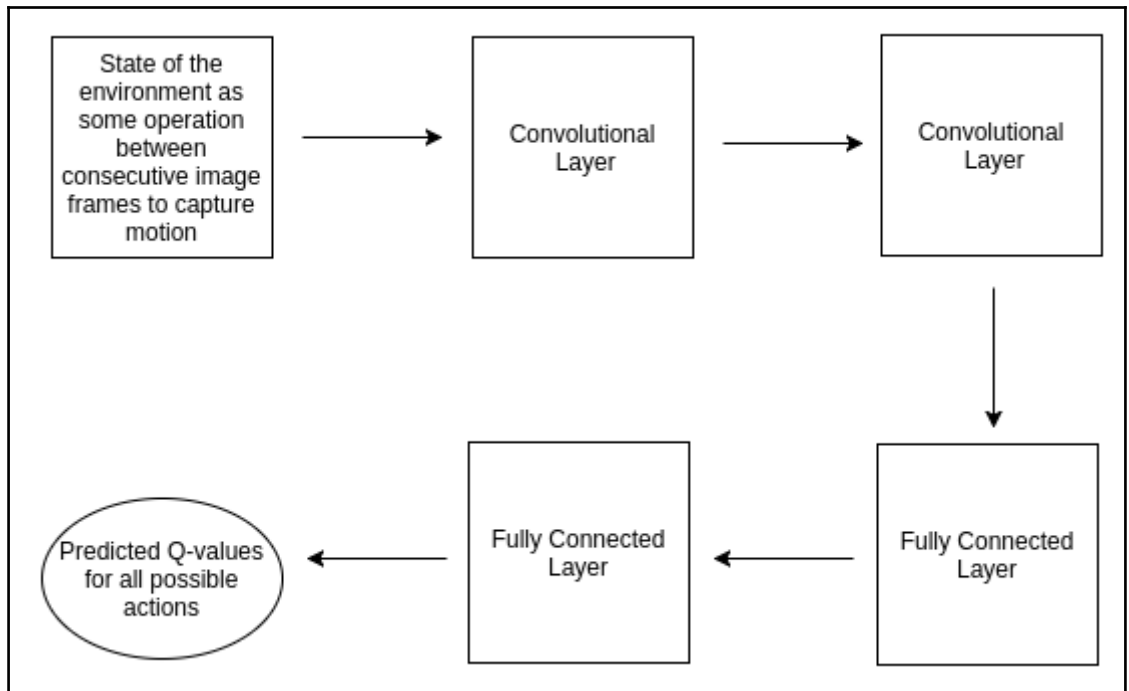 State of the
environment as
some operation
between
consecutive image
frames to capture
motion
Convolutional
Layer
Convolutional
Layer
Fully Connected
Layer
Fully Connected
Layer
Predicted Q-values
for all possible
actions